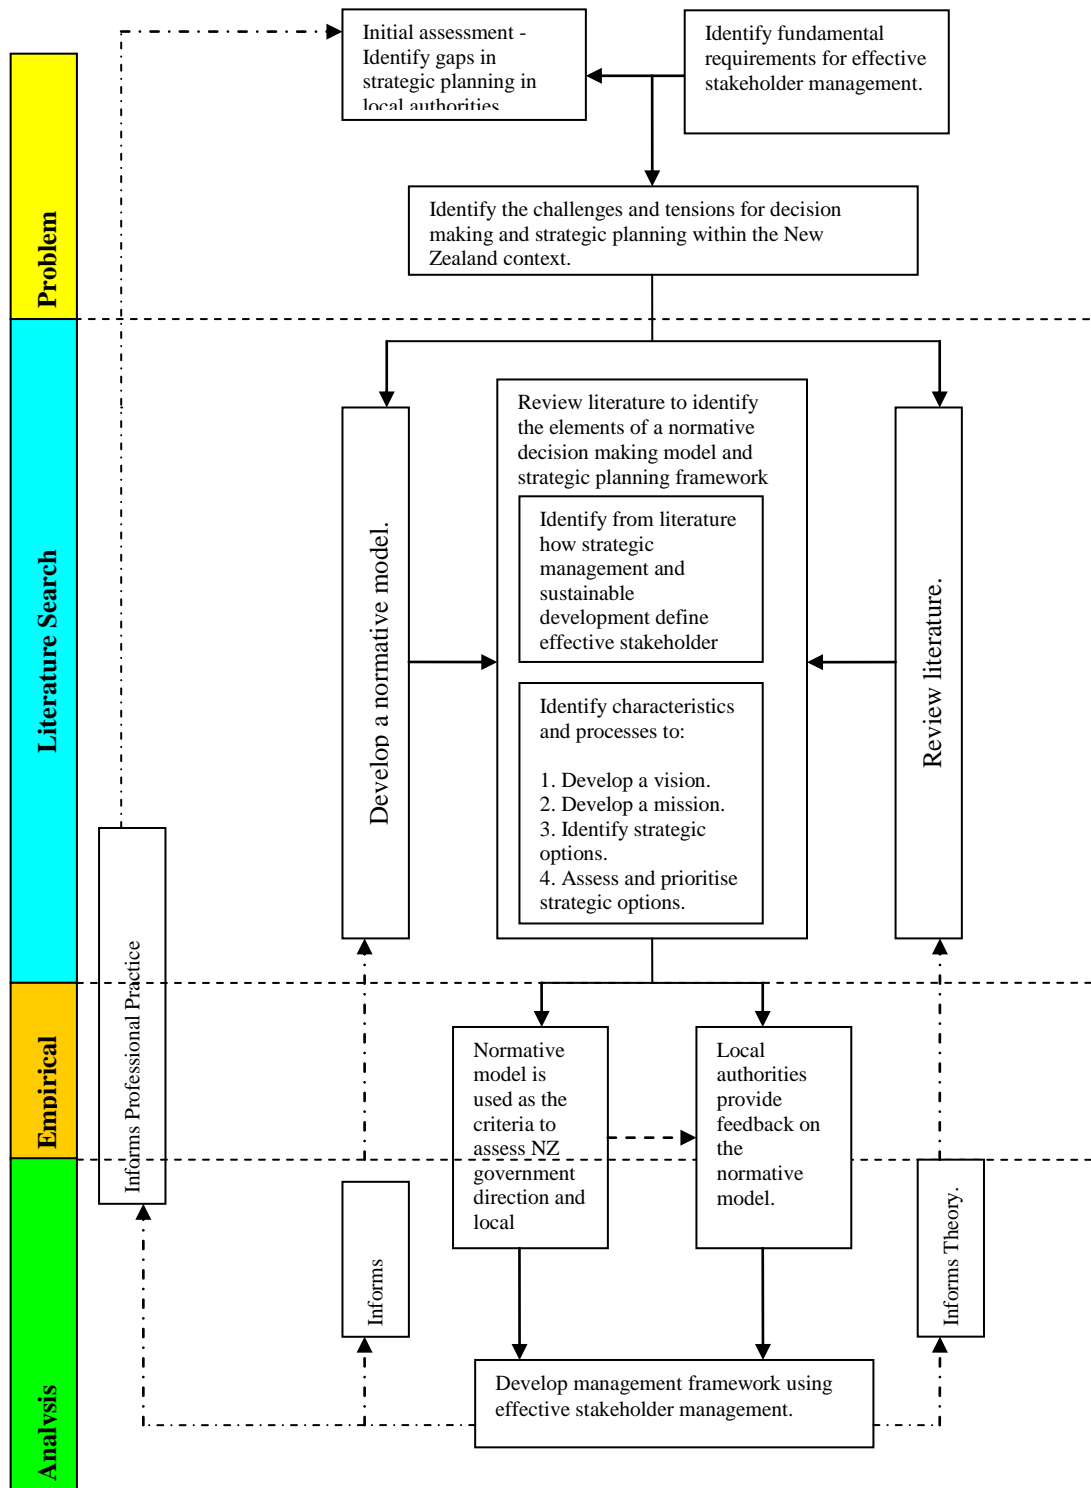 Initial assessment -
Identify gaps in
strategic planning in
local authorities
Identify fundamental
requirements for effective
stakeholder management.
Identify the challenges and tensions for decision
making and strategic planning within the New
Zealand context.
Problem
Develop a normative model.
Review literature to identify
the elements of a normative
decision making model and
strategic planning framework
Identify from literature
how strategic
management and
sustainable
development define
effective stakeholder
Identify characteristics
and processes to:
1. Develop a vision.
2. Develop a mission.
3. Identify strategic
options.
4. Assess and prioritise
strategic options.
Review literature.
Literature Search
Informs Professional Practice
Normative
model is
used as the
criteria to
assess NZ
government
direction and
local
Local
authorities
provide
feedback on
the
normative
model.
Empirical
Informs
Informs Theory.
Develop management framework using
effective stakeholder management.
Analysis